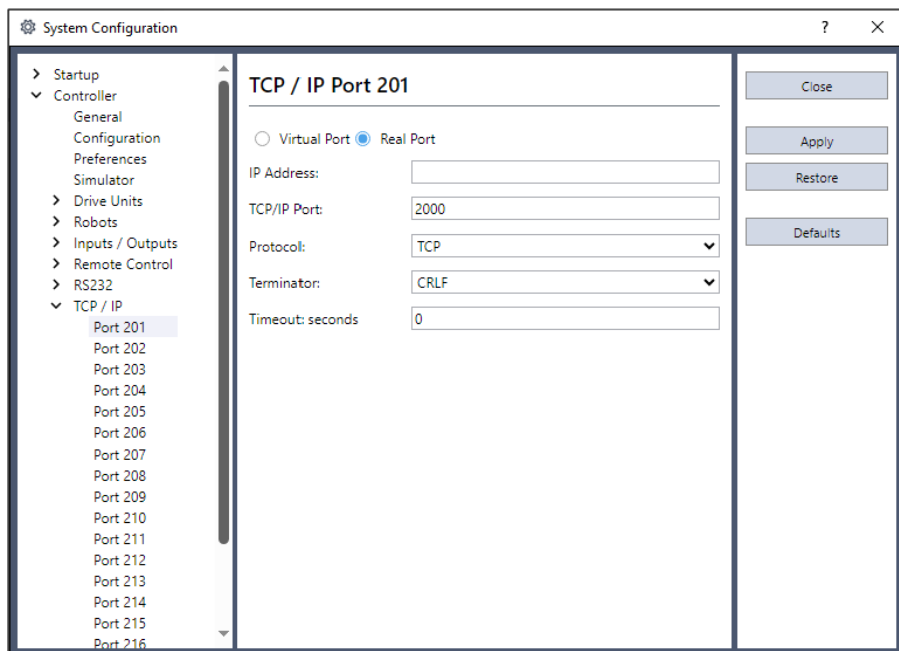 System Configuration
?
Startup
Controller
General
Configuration
Preferences
Simulator
Drive Units
Robots
Inputs / Outputs
Remote Control
RS232
TCP / IP
Port 201
Port 202
Port 203
Port 204
Port 205
Port 206
Port 207
Port 208
Port 209
Port 210
Port 211
Port 212
Port 213
Port 214
Port 215
Port 216
TCP / IP Port 201
Virtual Port Real Port
IP Address:
TCP/IP Port: 2000
Protocol: TCP
Terminator: CRLF
Timeout: seconds 0
Close
Apply
Restore
Defaults